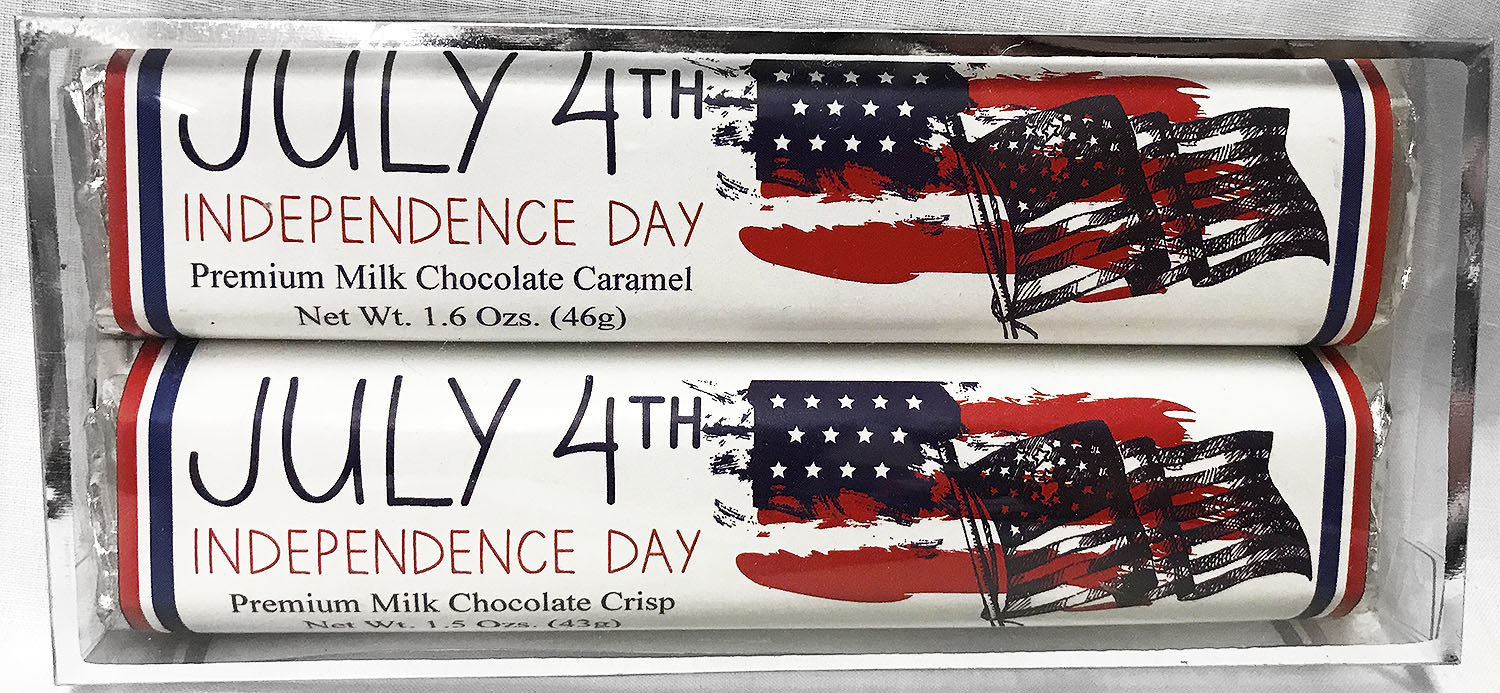 JULY 4TH
INDEPENDENCE DAY
Premium Milk Chocolate Caramel
Net Wt. 1.6 Ozs. (46g)
JULY 4TH
INDEPENDENCE DAY
Premium Milk Chocolate Crisp
Net Wt. 1.5 Ozs. (43g)